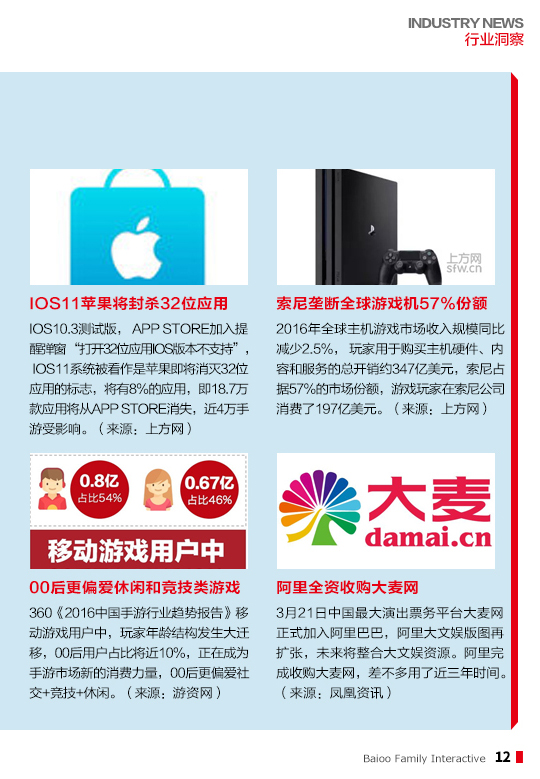 INDUSTRY NEWS
行业洞察
上方网
sfw.cn
IOS11苹果将封杀32位应用
IOS10.3测试版， APP STORE加入提
醒弹窗“打开32位应用IOS版本不支持”，
IOS11系统被看作是苹果即将消灭32位
应用的标志，将有8%的应用，即18.7万
款应用将从APP STORE消失，近4万手
游受影响。（来源：上方网）
索尼垄断全球游戏机57%份额
2016年全球主机游戏市场收入规模同比
减少2.5%， 玩家用于购买主机硬件、内
容和服务的总开销约347亿美元，索尼占
据57%的市场份额，游戏玩家在索尼公司
消费了197亿美元。（来源：上方网）
0.8亿
占比54%
0.67亿
占比46%
移动游戏用户中
00后更偏爱休闲和竞技类游戏
360《2016中国手游行业趋势报告》移
动游戏用户中，玩家年龄结构发生大迁
移，00后用户占比将近10%，正在成为
手游市场新的消费力量，00后更偏爱社
交+竞技+休闲。（来源：游资网）
大麦
damai.cn
阿里全资收购大麦网
3月21日中国最大演出票务平台大麦网
正式加入阿里巴巴，阿里大文娱版图再
扩张，未来将整合大文娱资源。阿里完
成收购大麦网，差不多用了近三年时间。
（来源：凤凰资讯）
Baioo Family Interactive 12